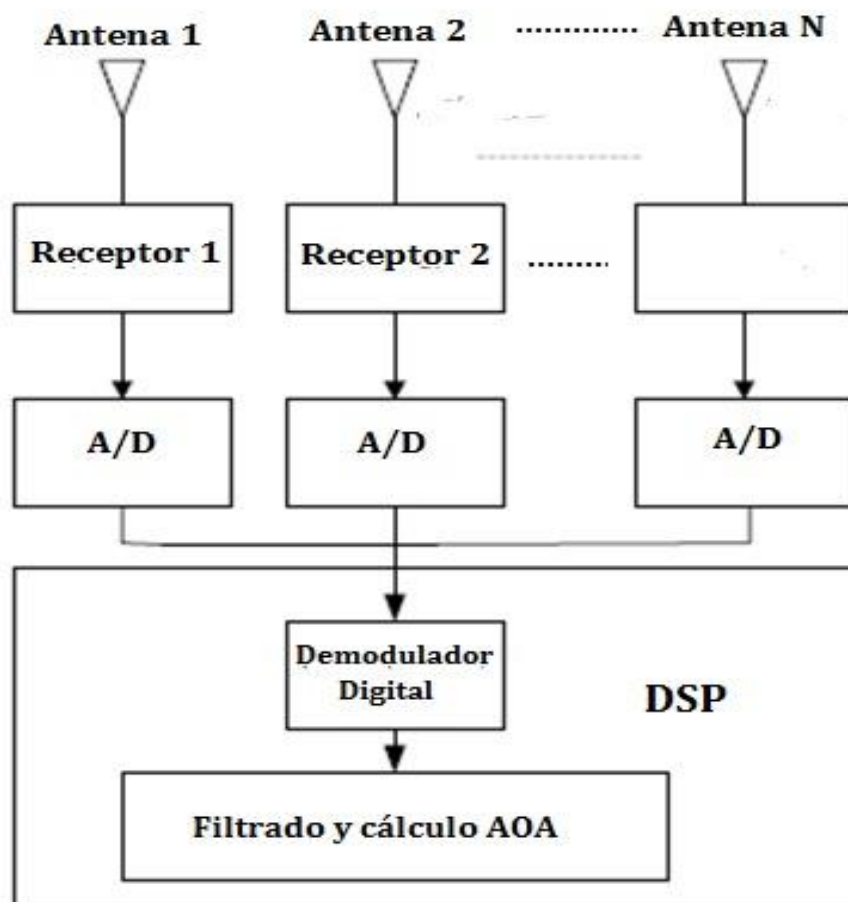 Antena 1 Antena 2 ........... Antena N
Receptor 1 Receptor 2 ........
A/D A/D A/D
Demodulador
Digital
DSP
Filtrado y cálculo AOA